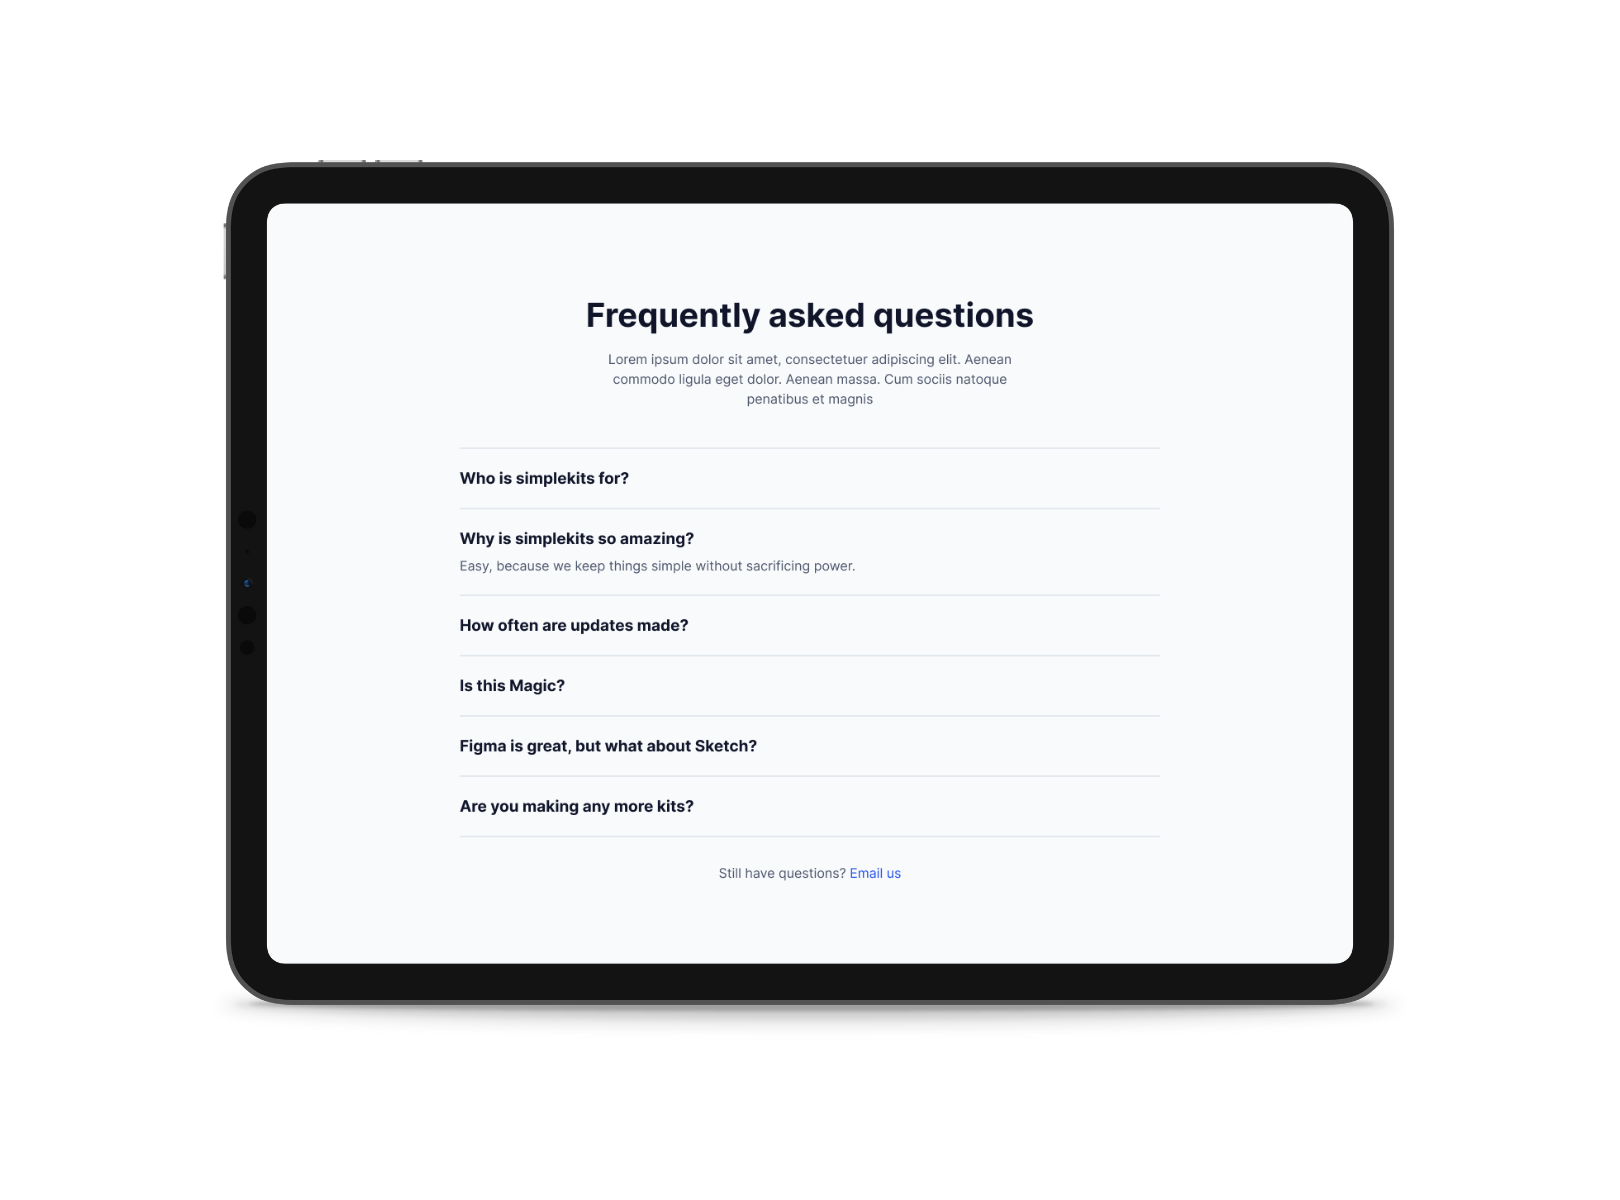 Frequently asked questions
Lorem ipsum dolor sit amet, consectetuer adipiscing elit. Aenean
commodo ligula eget dolor. Aenean massa. Cum sociis natoque
penatibus et magnis
Who is simplekits for?
Why is simplekits so amazing?
Easy, because we keep things simple without sacrificing power.
How often are updates made?
Is this Magic?
Figma is great, but what about Sketch?
Are you making any more kits?
Still have questions? Email us